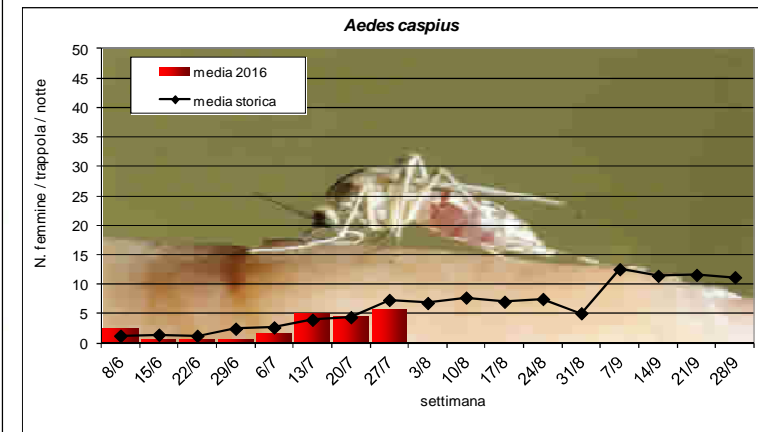 Aedes caspius
50
45
40
35
30
25
20
15
10
5
0
N. femmine / trappola / notte
media 2016
media storica
8/6 15/6 22/6 29/6 6/7 13/7 20/7 27/7 3/8 10/8 17/8 24/8 31/8 7/9 14/9 21/9 28/9
settimana